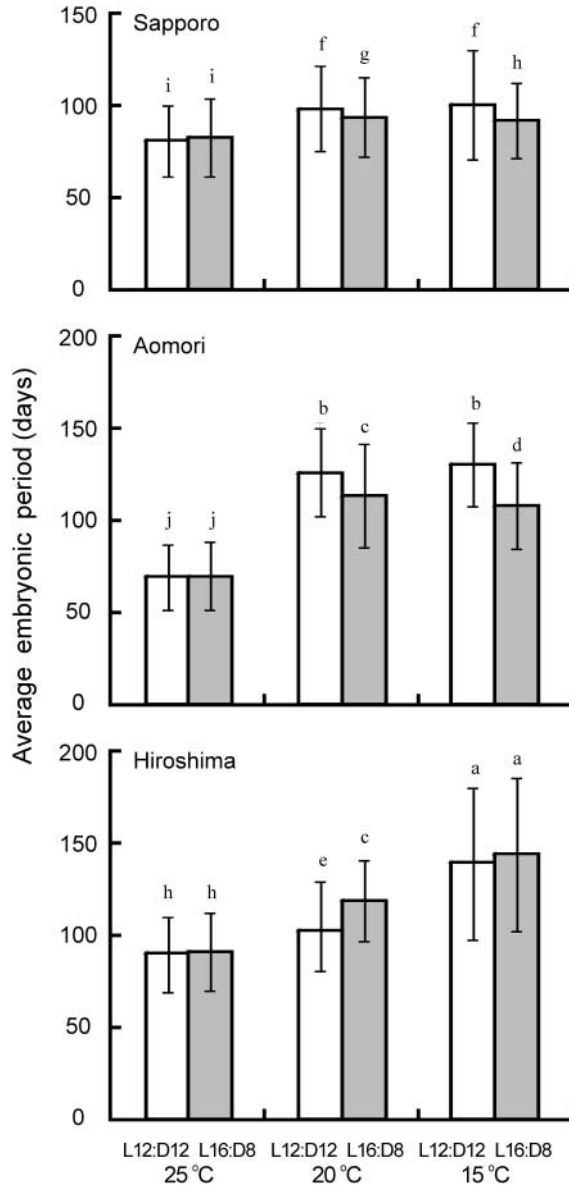 Average embryonic period (days)
Sapporo
150
100
50
0
i i f g f h
Aomori
200
150
100
50
0
j j b c b d
Hiroshima
200
150
100
50
0
h h e c a a
L12:D12 L16:D8 L12:D12 L16:D8 L12:D12 L16:D8
25 °C 20 °C 15 °C